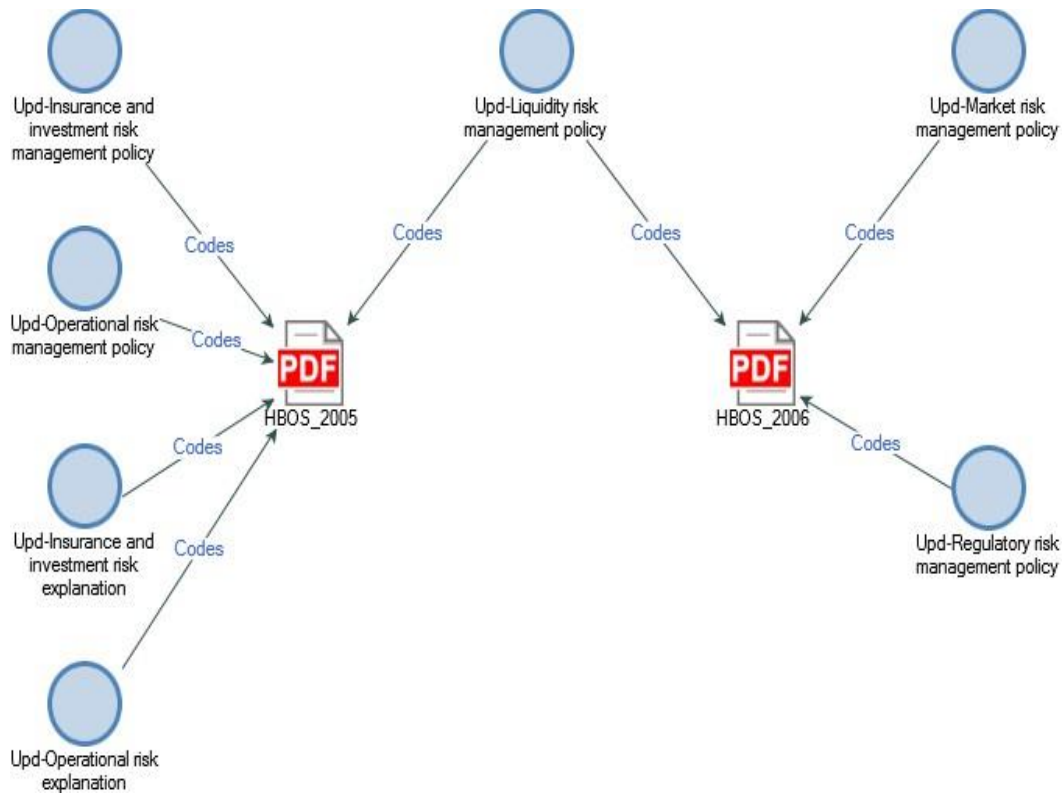 Upd-Insurance and
investment risk
management policy
Upd-Liquidity risk
management policy
Upd-Market risk
management policy
Codes
Codes
Codes
Codes
Upd-Operational risk
management policy
Codes
PDF
HBOS_2005
PDF
HBOS_2006
Codes
Codes
Upd-Insurance and
investment risk
explanation
Codes
Upd-Regulatory risk
management policy
Upd-Operational risk
explanation